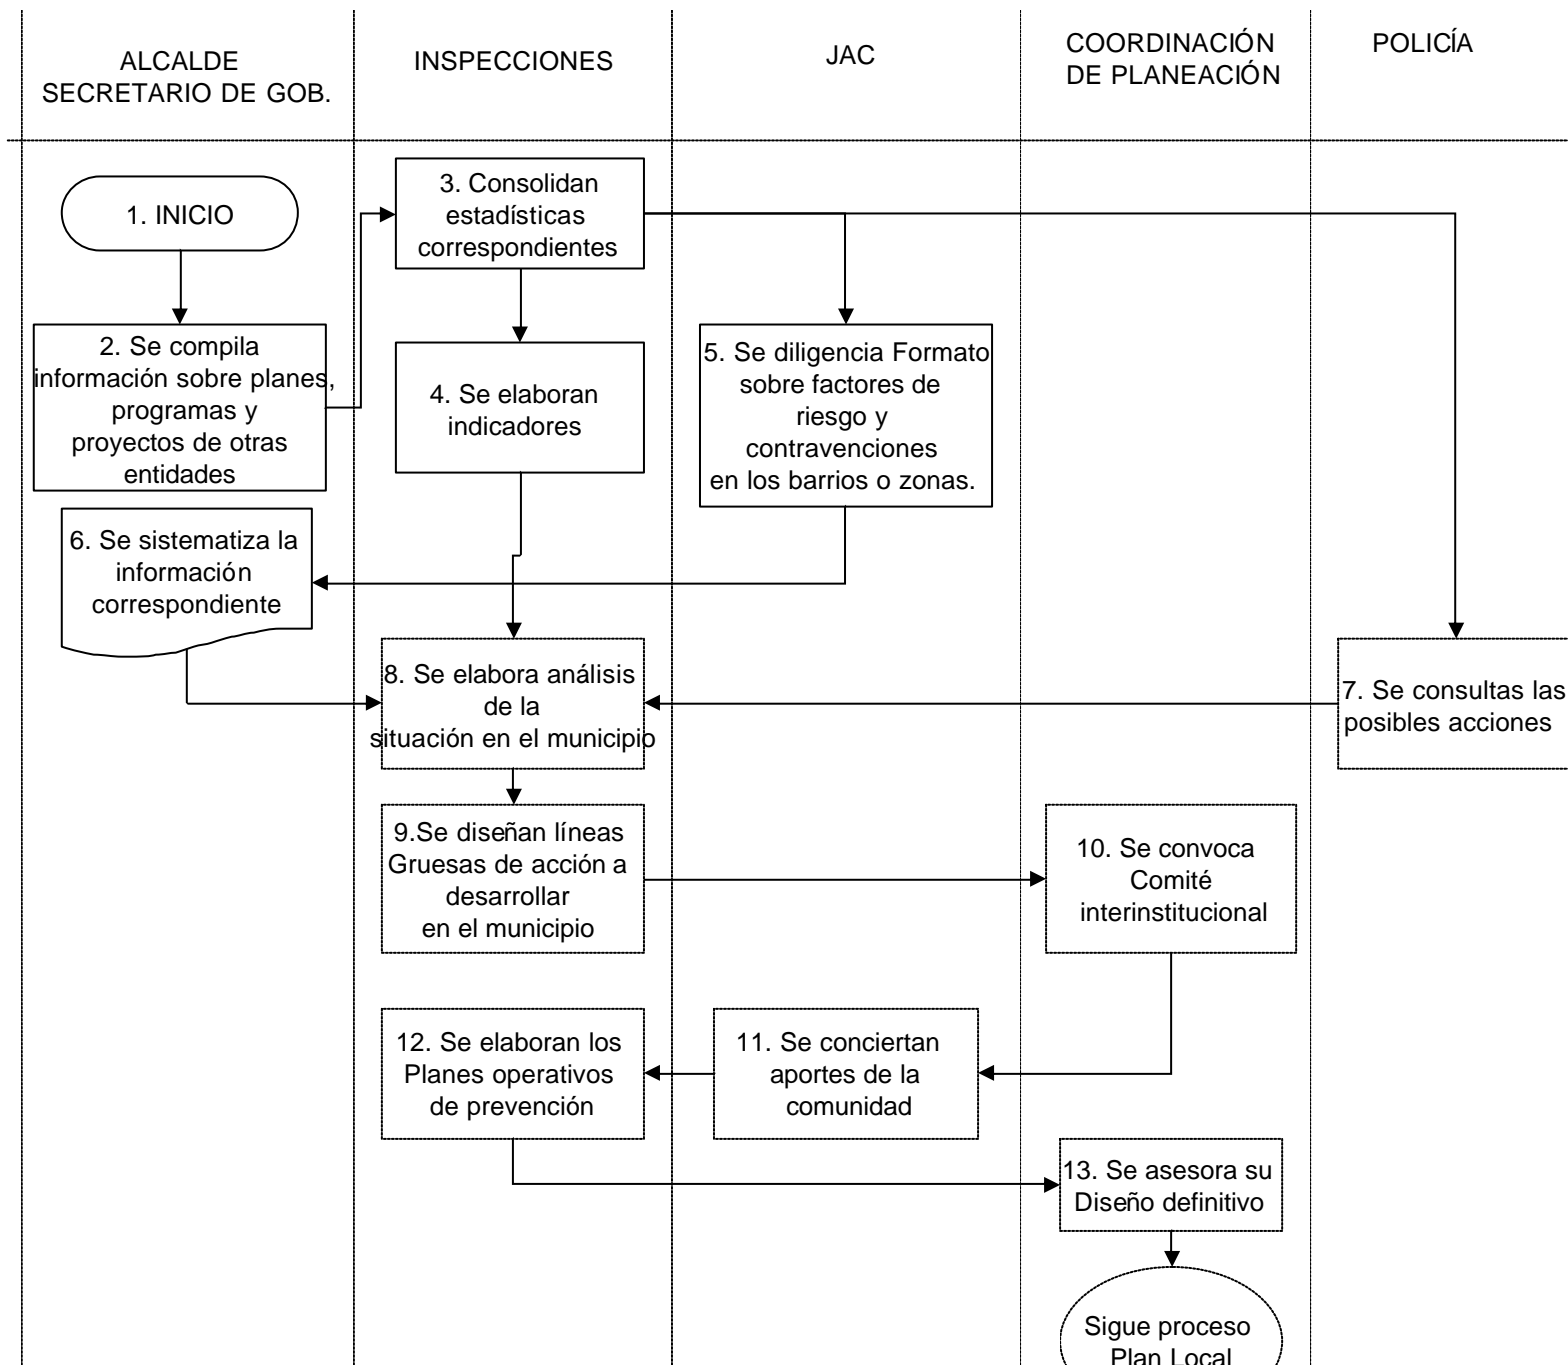 ALCALDE
SECRETARIO DE GOB.
INSPECCIONES
JAC
COORDINACIÓN
DE PLANEACIÓN
POLICÍA
1. INICIO
2. Se compila
información sobre planes,
programas y
proyectos de otras
entidades
3. Consolidan
estadísticas
correspondientes
4. Se elaboran
indicadores
5. Se diligencia Formato
sobre factores de
riesgo y
contravenciones
en los barrios o zonas.
6. Se sistematiza la
información
correspondiente
7. Se consultas las
posibles acciones
8. Se elabora análisis
de la
situación en el municipio
9.Se diseñan líneas
Gruesas de acción a
desarrollar
en el municipio
10. Se convoca
Comité
interinstitucional
11. Se conciertan
aportes de la
comunidad
12. Se elaboran los
Planes operativos
de prevención
13. Se asesora su
Diseño definitivo
Sigue proceso
Plan Local